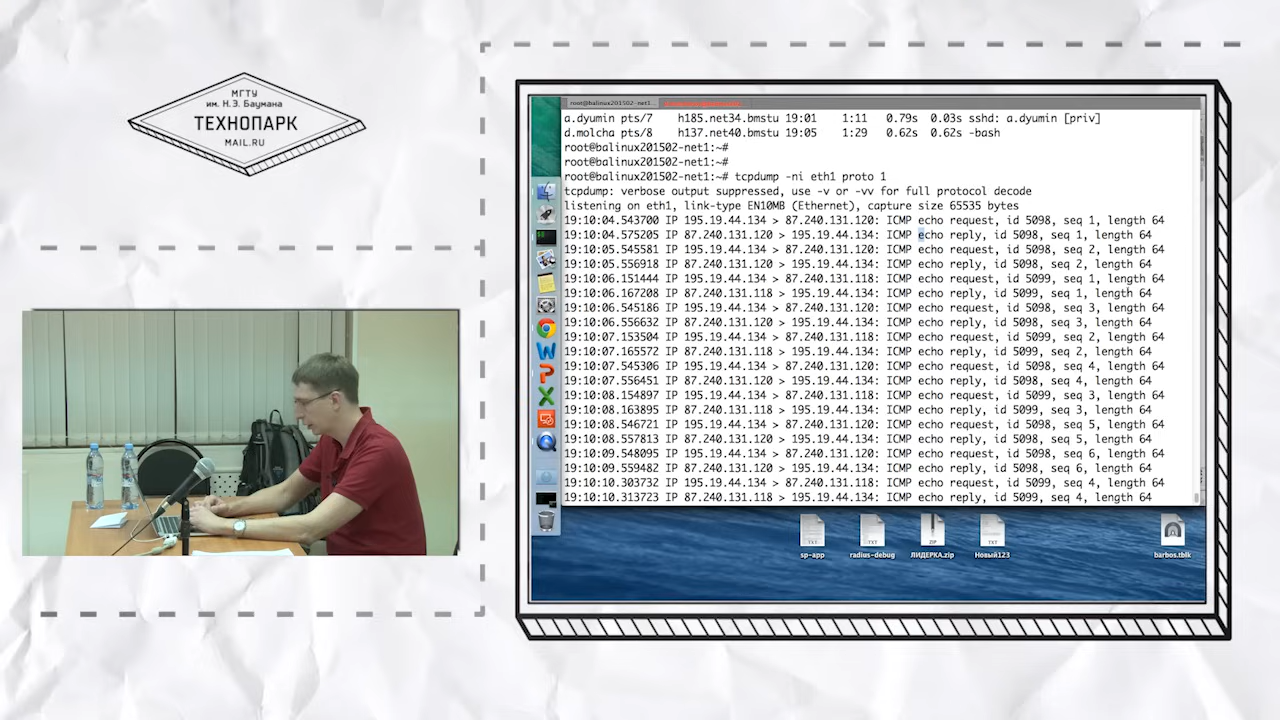 МГТУ
им. Н.Э. Баумана
ТЕХНОПАРК
MAIL.RU
root@balinux201502-net1...
a.dyumin pts/7 h185.net34.bmstu 19:01 1:11 0.79s 0.03s sshd: a.dyumin [priv]
d.molcha pts/8 h137.net40.bmstu 19:05 1:29 0.62s 0.62s -bash
root@balinux201502-net1:~#
root@balinux201502-net1:~#
root@balinux201502-net1:~# tcpdump -ni eth1 proto 1
tcpdump: verbose output suppressed, use -v or -vv for full protocol decode
listening on eth1, link-type EN10MB (Ethernet), capture size 65535 bytes
19:10:04.543700 IP 195.19.44.134 > 87.240.131.120: ICMP echo request, id 5098, seq 1, length 64
19:10:04.575205 IP 87.240.131.120 > 195.19.44.134: ICMP echo reply, id 5098, seq 1, length 64
19:10:05.545581 IP 195.19.44.134 > 87.240.131.120: ICMP echo request, id 5098, seq 2, length 64
19:10:05.556918 IP 87.240.131.120 > 195.19.44.134: ICMP echo reply, id 5098, seq 2, length 64
19:10:06.151444 IP 195.19.44.134 > 87.240.131.118: ICMP echo request, id 5099, seq 1, length 64
19:10:06.167208 IP 87.240.131.118 > 195.19.44.134: ICMP echo reply, id 5099, seq 1, length 64
19:10:06.545186 IP 195.19.44.134 > 87.240.131.120: ICMP echo request, id 5098, seq 3, length 64
19:10:06.556632 IP 87.240.131.120 > 195.19.44.134: ICMP echo reply, id 5098, seq 3, length 64
19:10:07.153504 IP 195.19.44.134 > 87.240.131.118: ICMP echo request, id 5099, seq 2, length 64
19:10:07.165572 IP 87.240.131.118 > 195.19.44.134: ICMP echo reply, id 5099, seq 2, length 64
19:10:07.545306 IP 195.19.44.134 > 87.240.131.120: ICMP echo request, id 5098, seq 4, length 64
19:10:07.556451 IP 87.240.131.120 > 195.19.44.134: ICMP echo reply, id 5098, seq 4, length 64
19:10:08.154897 IP 195.19.44.134 > 87.240.131.118: ICMP echo request, id 5099, seq 3, length 64
19:10:08.163895 IP 87.240.131.118 > 195.19.44.134: ICMP echo reply, id 5099, seq 3, length 64
19:10:08.546721 IP 195.19.44.134 > 87.240.131.120: ICMP echo request, id 5098, seq 5, length 64
19:10:08.557813 IP 87.240.131.120 > 195.19.44.134: ICMP echo reply, id 5098, seq 5, length 64
19:10:09.548095 IP 195.19.44.134 > 87.240.131.120: ICMP echo request, id 5098, seq 6, length 64
19:10:09.559482 IP 87.240.131.120 > 195.19.44.134: ICMP echo reply, id 5098, seq 6, length 64
19:10:10.303732 IP 195.19.44.134 > 87.240.131.118: ICMP echo request, id 5099, seq 4, length 64
19:10:10.313723 IP 87.240.131.118 > 195.19.44.134: ICMP echo reply, id 5099, seq 4, length 64
TXT TXT ZIP TXT
sp-app radius-debug ЛИДЕРКА.zip Новый123 barbos.tblk